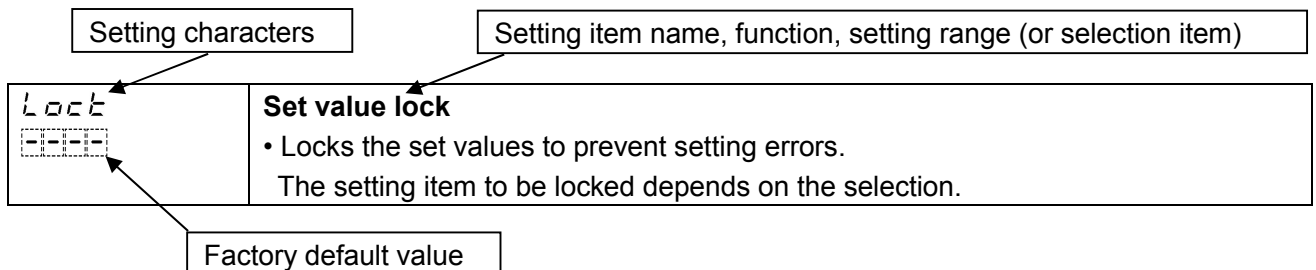 Setting characters
Setting item name, function, setting range (or selection item)
Lock
Set value lock
----
• Locks the set values to prevent setting errors.
The setting item to be locked depends on the selection.
Factory default value